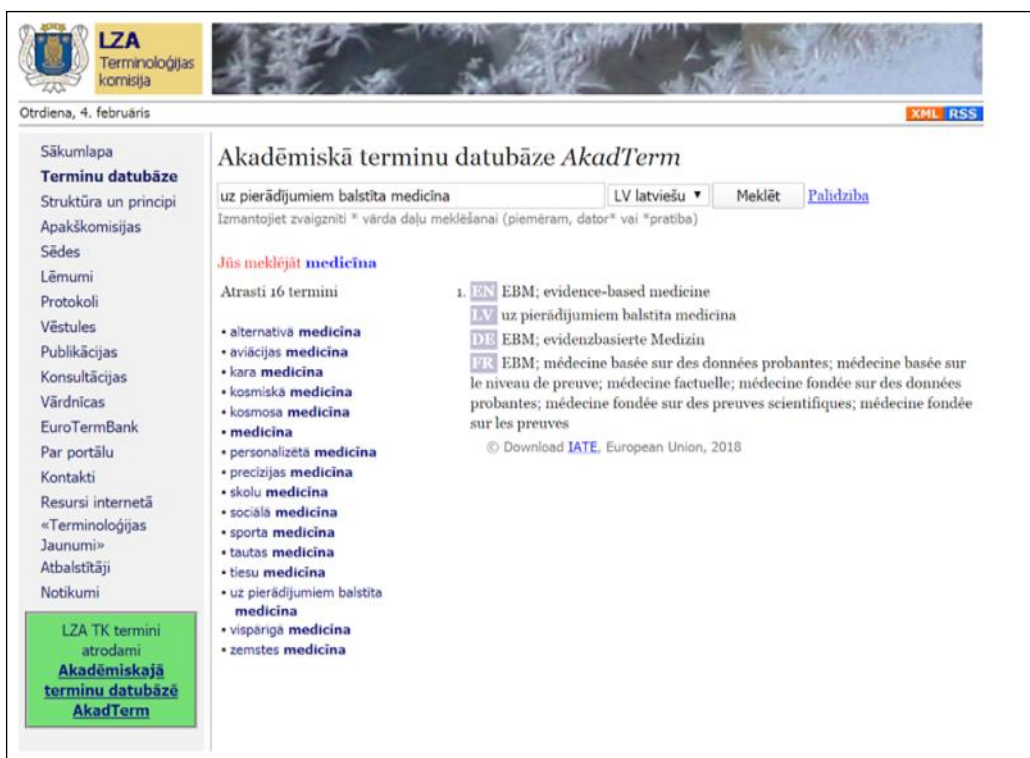 LZA
Terminoloģijas
komisija
Otrdiena, 4. februāris
XML RSS
Sākumlapa
Terminu datubāze
Struktūra un principi
Apakškomisijas
Sēdes
Lēmumi
Protokoli
Vēstules
Publikācijas
Konsultācijas
Vārdnīcas
EuroTermBank
Par portālu
Kontakti
Resursi internetā
«Terminoloģijas
Jaunumi»
Atbalstītāji
Notikumi
LZA TK termini
atrodami
Akadēmiskajā
terminu datubāzē
AkadTerm
Akadēmiskā terminu datubāze AkadTerm
uz pierādījumiem balstīta medicīna LV latviešu ▼ Meklēt Palīdzība
Izmantojiet zvaigznīti * vārda daļu meklēšanai (piemēram, dator* vai *pratība)
Jūs meklējāt medicīna
Atrasti 16 termini
• alternatīvā medicīna
• aviācijas medicīna
• kara medicīna
• kosmiskā medicīna
• kosmosa medicīna
• medicīna
• personalizētā medicīna
• precīzijas medicīna
• skolu medicīna
• sociālā medicīna
• sporta medicīna
• tautas medicīna
• tiesu medicīna
• uz pierādījumiem balstīta
medicīna
• vispārīgā medicīna
• zemstes medicīna
1. EN EBM; evidence-based medicine
LV uz pierādījumiem balstīta medicīna
DE EBM; evidenzbasierte Medizin
FR EBM; médecine basée sur des données probantes; médecine basée sur
le niveau de preuve; médecine factuelle; médecine fondée sur des données
probantes; médecine fondée sur des preuves scientifiques; médecine fondée
sur les preuves
© Download IATE, European Union, 2018